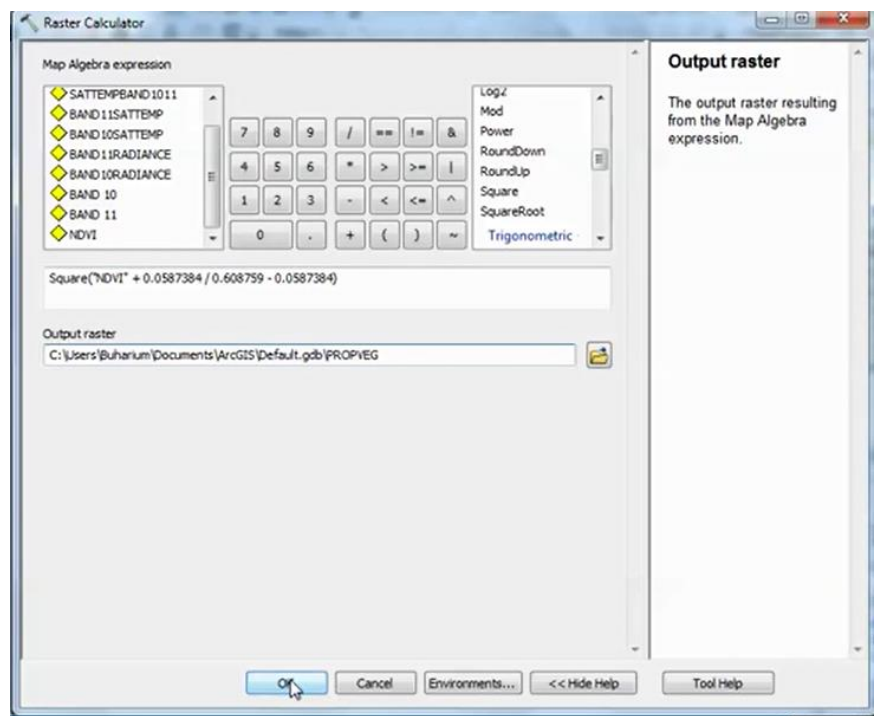 Raster Calculator
Map Algebra expression
SATTEMPBAND1011
BAND11SATTEMP
BAND10SATTEMP
BAND11RADIANCE
BAND10RADIANCE
BAND 10
BAND 11
NDVI
7 8 9 / == != &
4 5 6 * > >= |
1 2 3 - < <= ^
0 . + ( ) ~
Log2
Mod
Power
RoundDown
RoundUp
Square
SquareRoot
Trigonometric
Square("NDVI" + 0.0587384 / 0.608759 - 0.0587384)
Output raster
C:\Users\Buharium\Documents\ArcGIS\Default.gdb\PROPVEG
OK
Cancel
Environments...
<< Hide Help
Tool Help
Output raster
The output raster resulting
from the Map Algebra
expression.